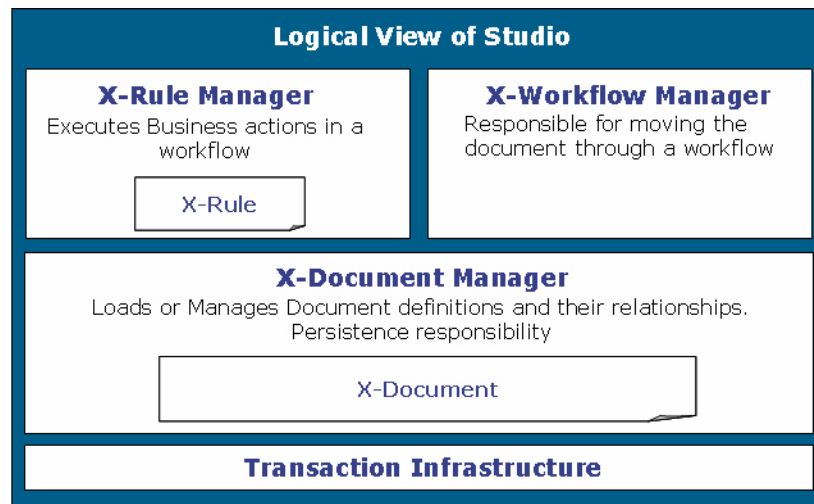 Logical View of Studio
X-Rule Manager
Executes Business actions in a
workflow
X-Rule
X-Workflow Manager
Responsible for moving the
document through a workflow
X-Document Manager
Loads or Manages Document definitions and their relationships.
Persistence responsibility
X-Document
Transaction Infrastructure